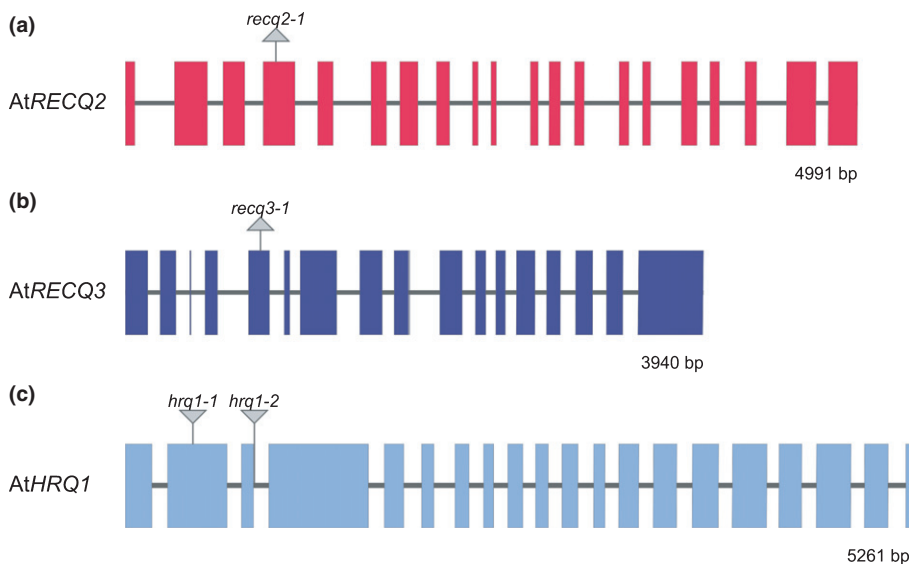 (a)
recq2-1
AtRECQ2
4991 bp
(b)
recq3-1
AtRECQ3
3940 bp
(c)
hrq1-1 hrq1-2
AtHRQ1
5261 bp